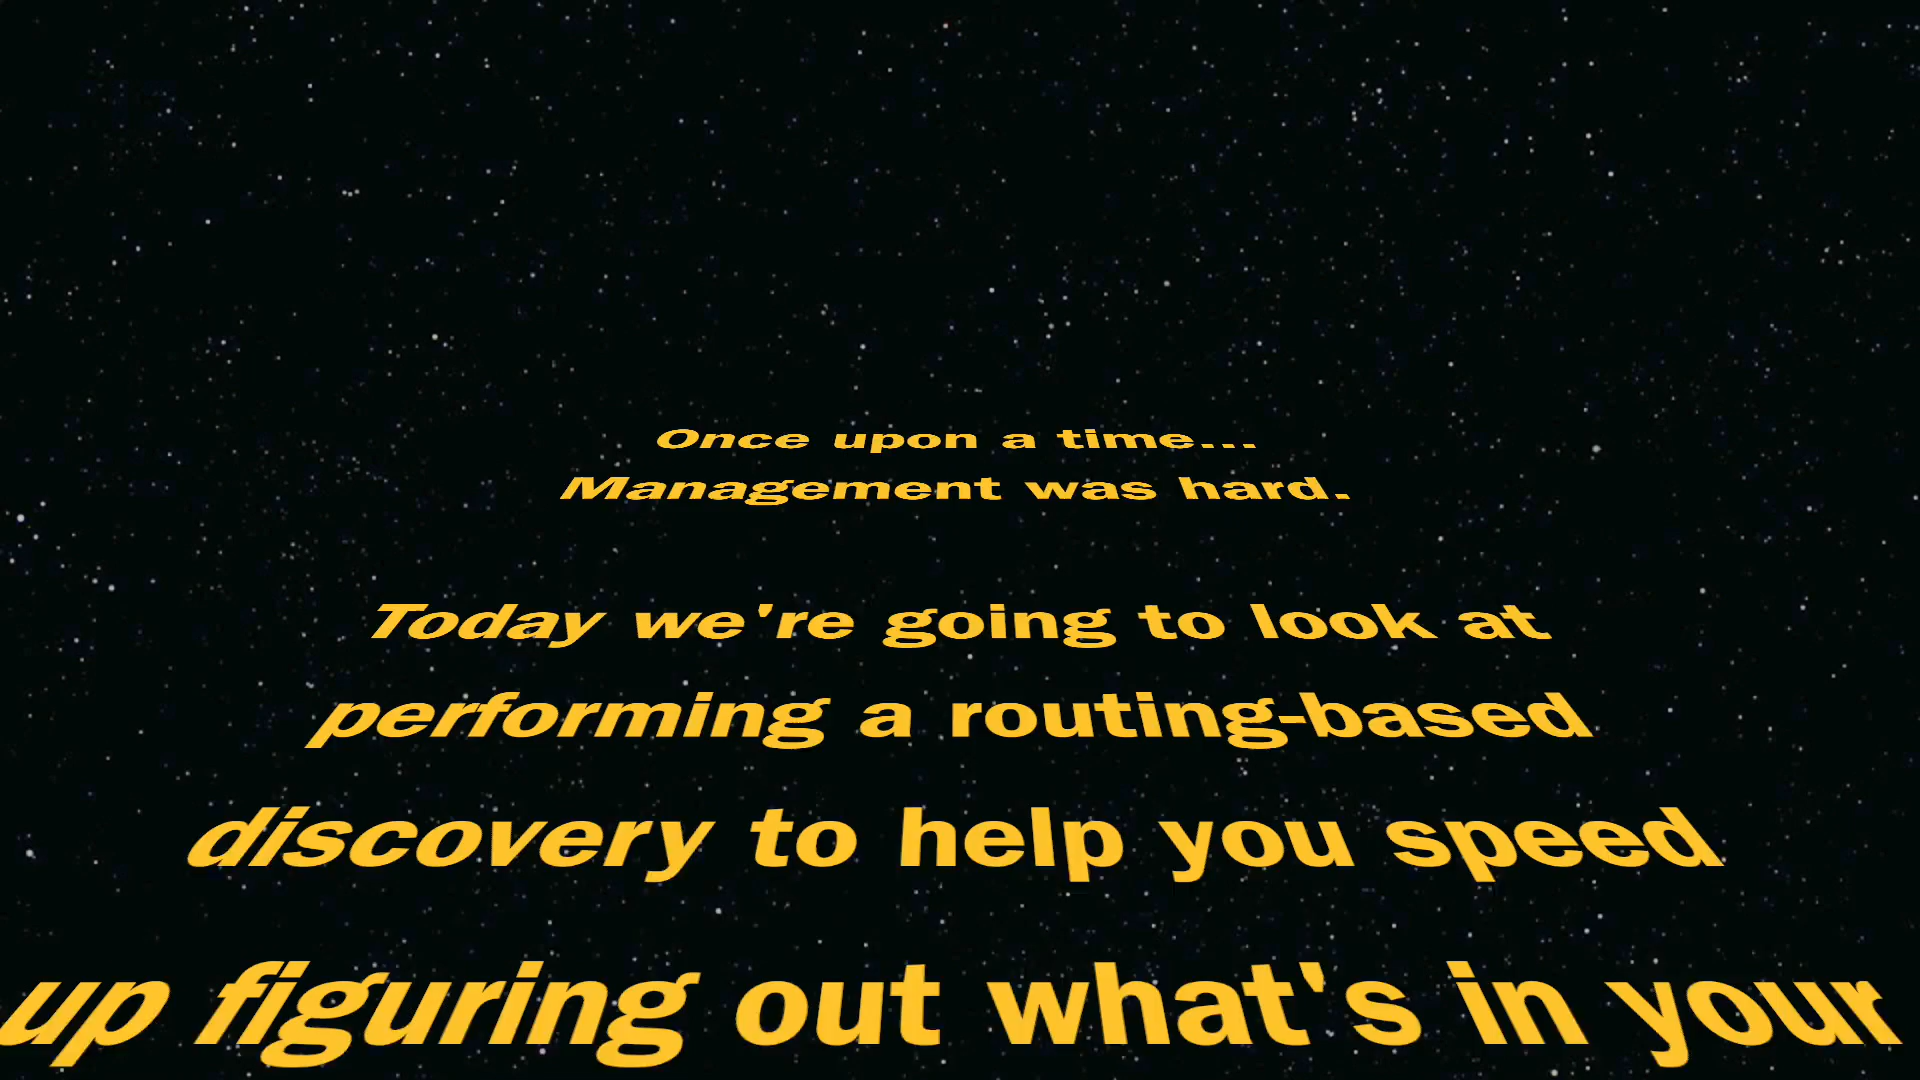 Once upon a time...
Management was hard.
Today we're going to look at
performing a routing-based
discovery to help you speed
up figuring out what's in your